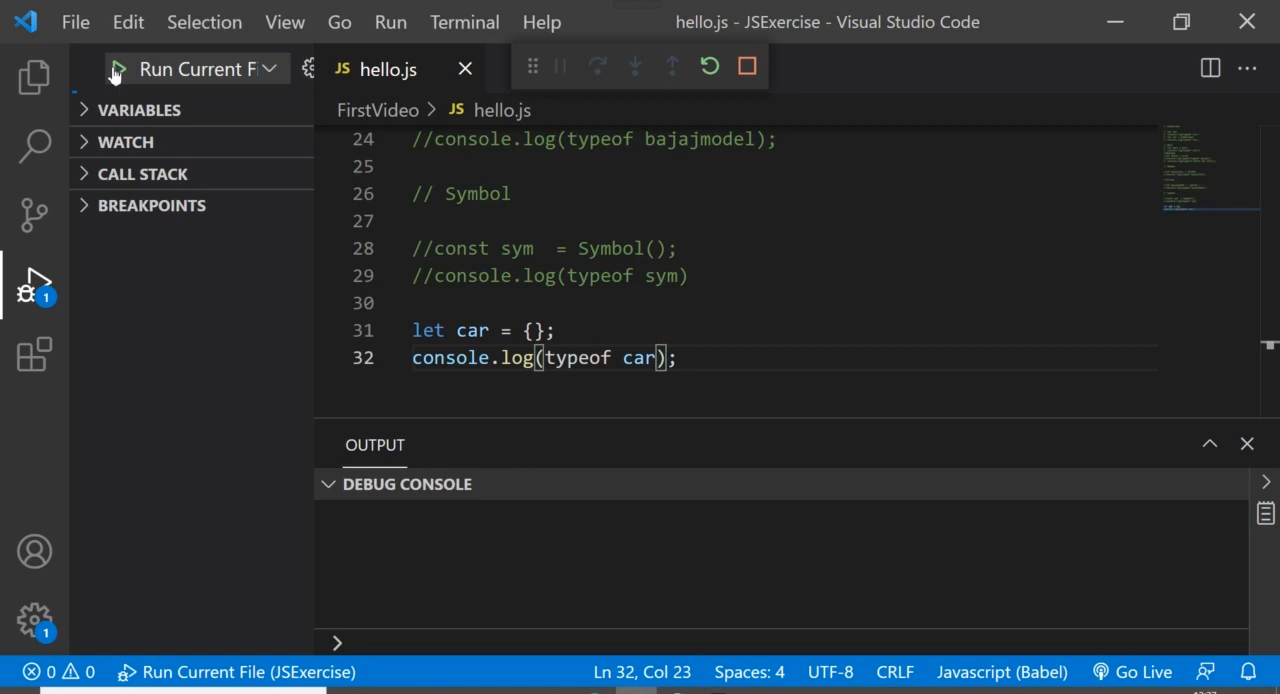 File Edit Selection View Go Run Terminal Help hello.js - JSExercise - Visual Studio Code
Run Current Fi
JS hello.js
VARIABLES
WATCH
CALL STACK
BREAKPOINTS
1
1
FirstVideo > JS hello.js
24 //console.log(typeof bajajmodel);
25
26 // Symbol
27
28 //const sym  = Symbol();
29 //console.log(typeof sym)
30
31 let car = {};
32 console.log(typeof car);
OUTPUT
DEBUG CONSOLE
>
0 0 Run Current File (JSExercise) Ln 32, Col 23 Spaces: 4 UTF-8 CRLF Javascript (Babel) Go Live